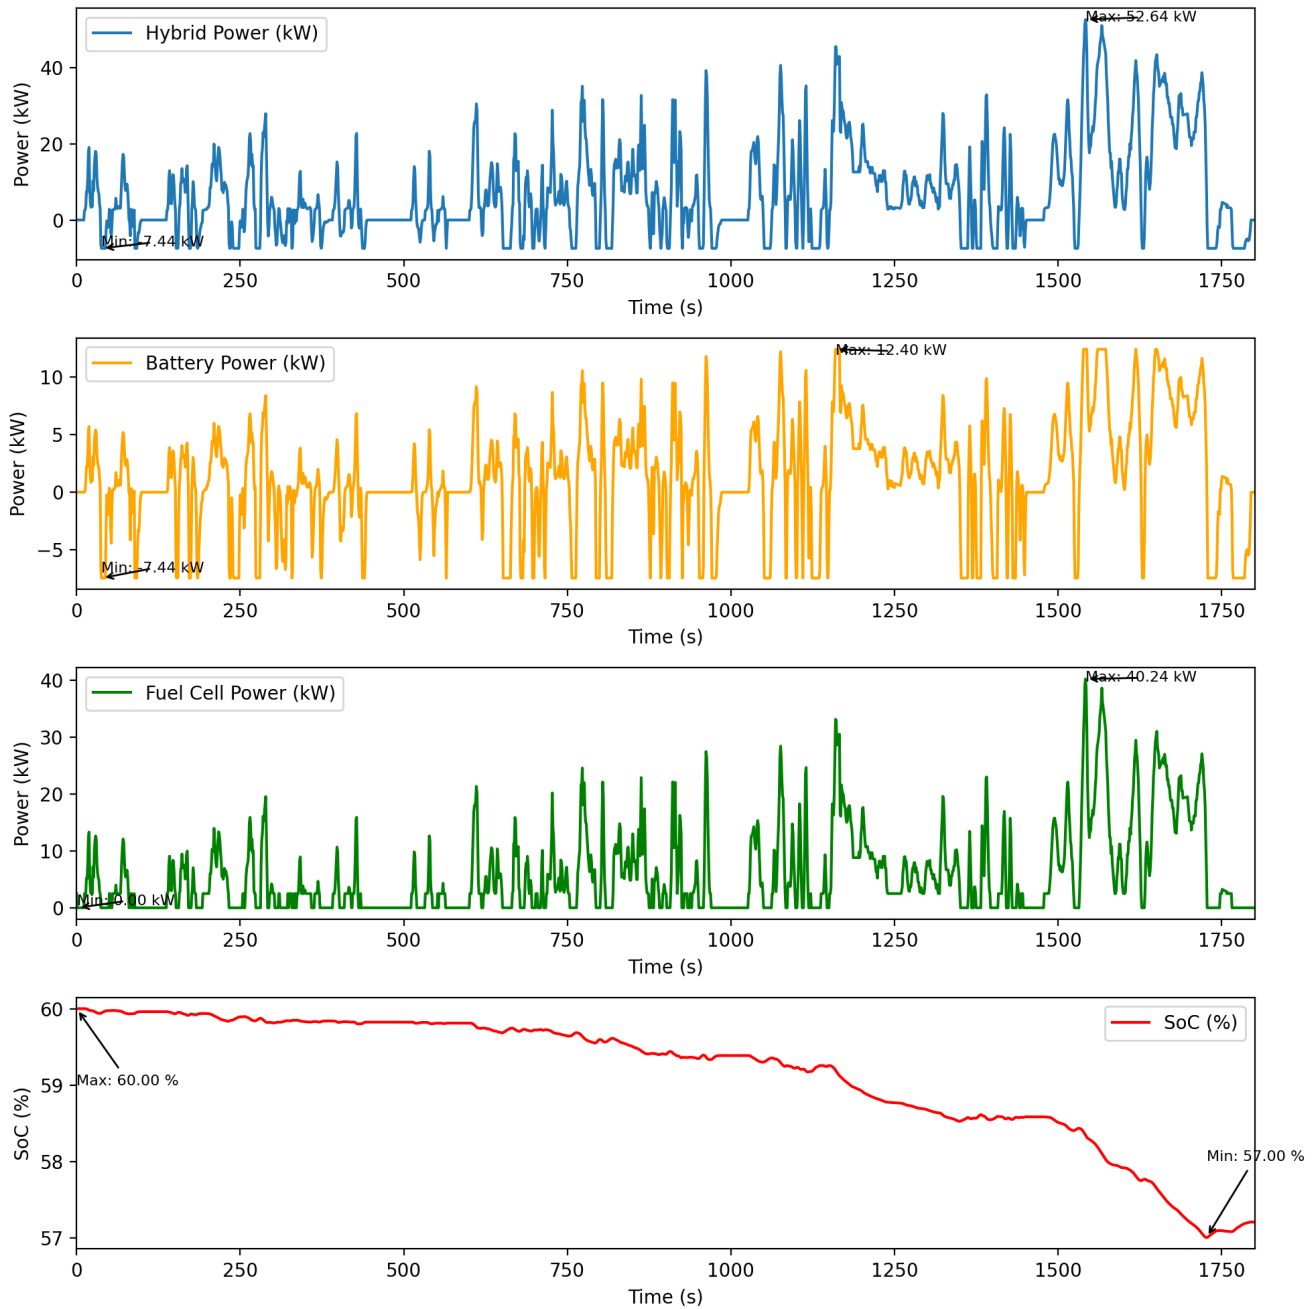 Max: 52.64 kW
Hybrid Power (kW)
Power (kW)
40
20
0
Min: -7.44 kW
0 250 500 750 1000 1250 1500 1750
Time (s)
Max: 12.40 kW
Battery Power (kW)
Power (kW)
10
5
0
−5
Min: -7.44 kW
0 250 500 750 1000 1250 1500 1750
Time (s)
Max: 40.24 kW
Fuel Cell Power (kW)
Power (kW)
40
30
20
10
0
Min: 0.00 kW
0 250 500 750 1000 1250 1500 1750
Time (s)
SoC (%)
SoC (%)
60
59
58
57
Max: 60.00 %
Min: 57.00 %
0 250 500 750 1000 1250 1500 1750
Time (s)